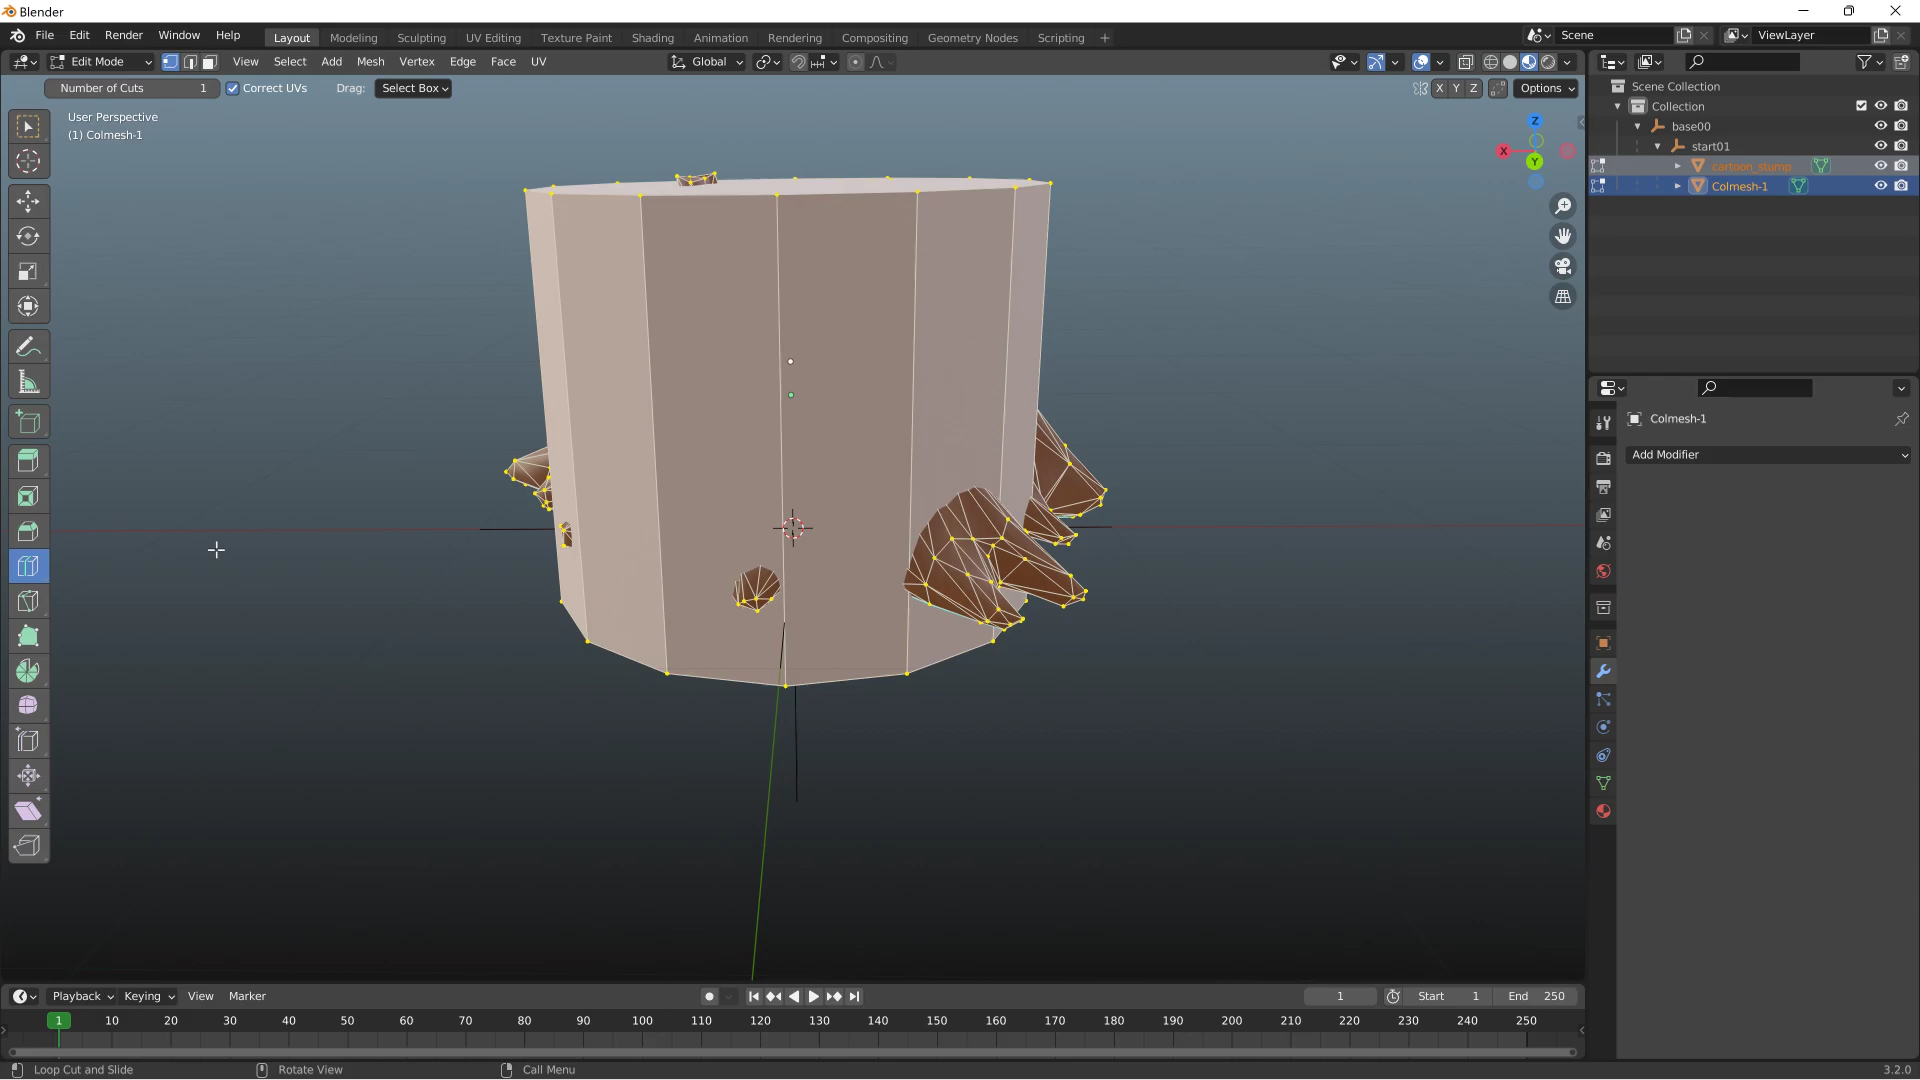 Blender
File Edit Render Window Help Layout Modeling Sculpting UV Editing Texture Paint Shading Animation Rendering Compositing Geometry Nodes Scripting + Scene ViewLayer
Edit Mode View Select Add Mesh Vertex Edge Face UV Global
Number of Cuts 1 Correct UVs Drag: Select Box X Y Z Options
User Perspective
(1) Colmesh-1
Z
X
Y
Scene Collection
Collection
base00
start01
cartoon_stump
Colmesh-1
Colmesh-1
Add Modifier
Playback Keying View Marker 1 Start 1 End 250
1 10 20 30 40 50 60 70 80 90 100 110 120 130 140 150 160 170 180 190 200 210 220 230 240 250
Loop Cut and Slide Rotate View Call Menu 3.2.0